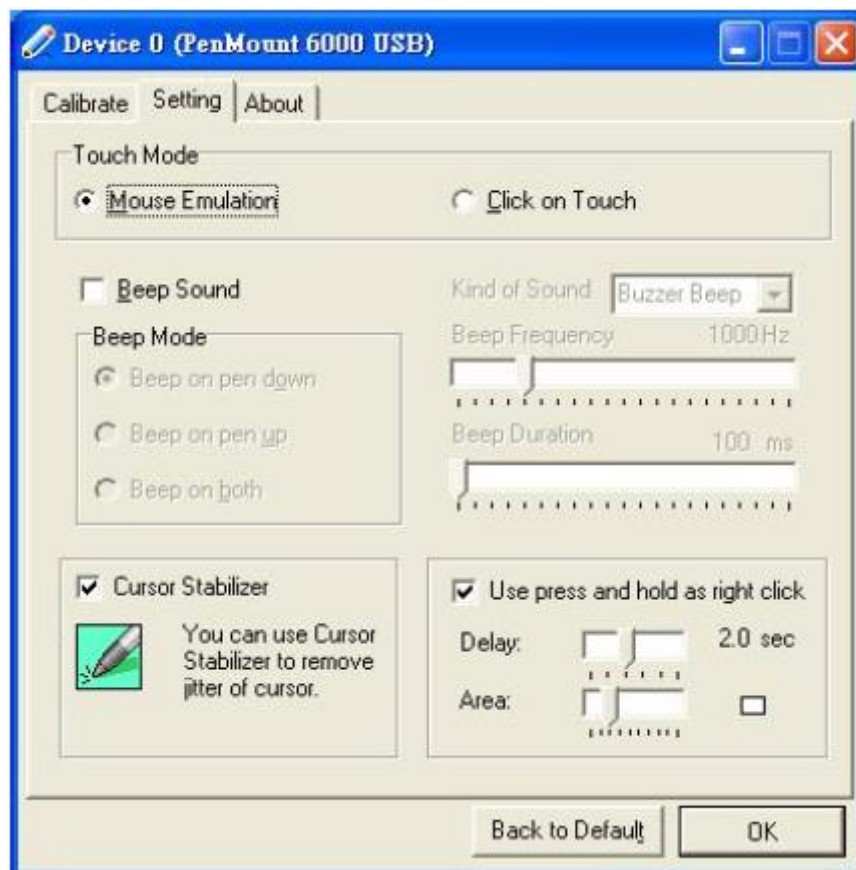 Device 0 (PenMount 6000 USB)
Calibrate Setting About
Touch Mode
Mouse Emulation Click on Touch
Beep Sound
Kind of Sound Buzzer Beep
Beep Mode
Beep Frequency 1000Hz
Beep on pen down
Beep on pen up
Beep Duration 100 ms
Beep on both
Cursor Stabilizer
You can use Cursor
Stabilizer to remove
jitter of cursor.
Use press and hold as right click
Delay: 2.0 sec
Area:
Back to Default OK